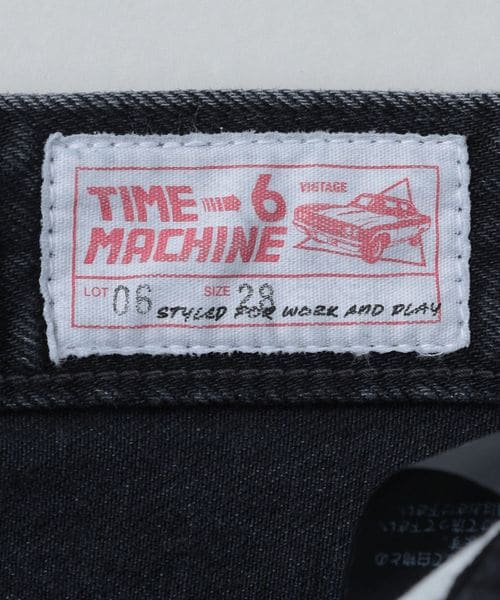 TIME 6 VINTAGE
MACHINE
LOT 06 SIZE 28
STYLED FOR WORK AND PLAY